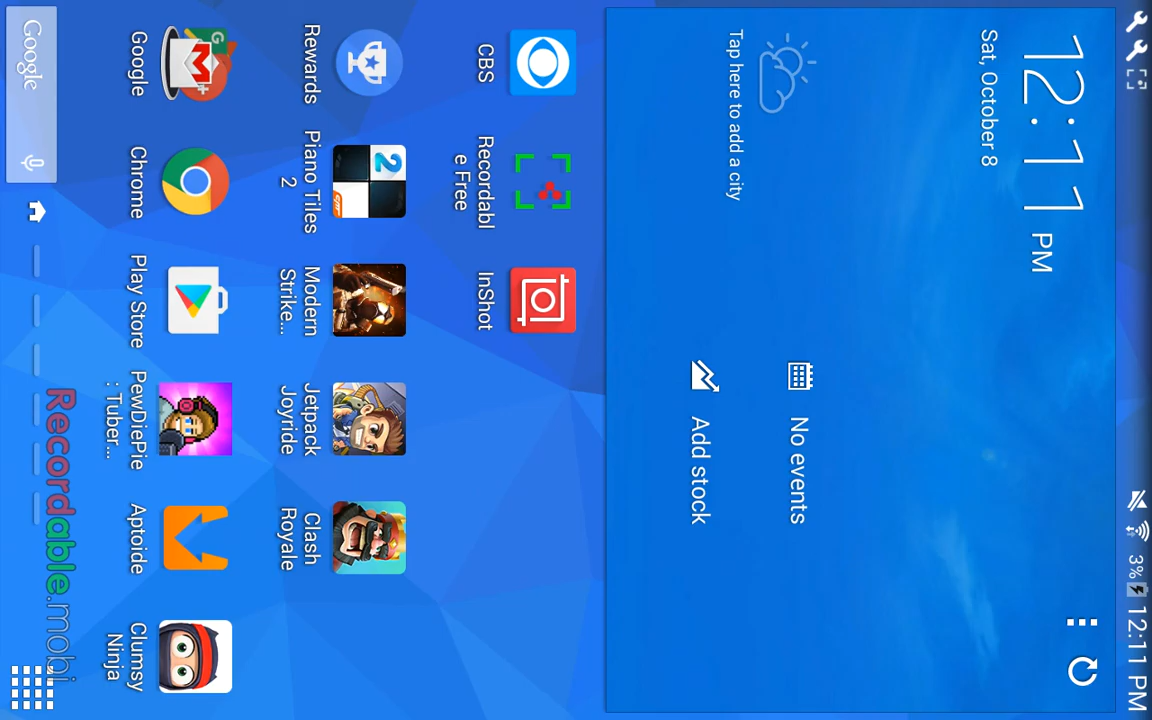 3% 12:11 PM
12:11 PM
Sat, October 8
Tap here to add a city
No events
Add stock
CBS
Recordabl
e Free
InShot
Rewards
2
Piano Tiles
2
Modern
Strike...
Jetpack
Joyride
Clash
Royale
Google
Chrome
Play Store
PewDiePie
: Tuber...
Aptoide
Clumsy
Ninja
Recordable.mobi
Google